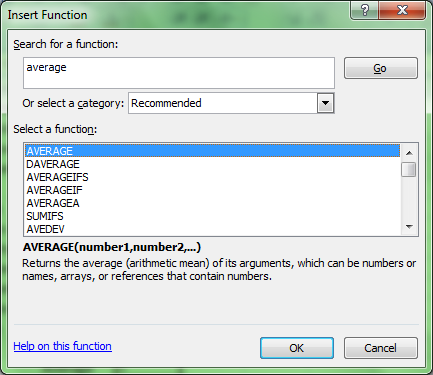 Insert Function
Search for a function:
average
Go
Or select a category: Recommended
Select a function:
AVERAGE
DAVERAGE
AVERAGEIFS
AVERAGEIF
AVERAGEA
SUMIFS
AVEDEV
AVERAGE(number1,number2,...)
Returns the average (arithmetic mean) of its arguments, which can be numbers or
names, arrays, or references that contain numbers.
Help on this function
OK
Cancel